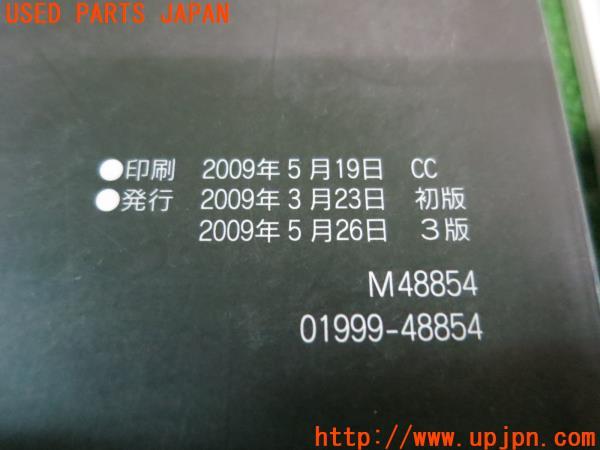 USED PARTS JAPAN
●印刷 2009年5月19日 CC
●発行 2009年3月23日 初版
2009年5月26日 3版
M48854
01999-48854
http://www.upjpn.com